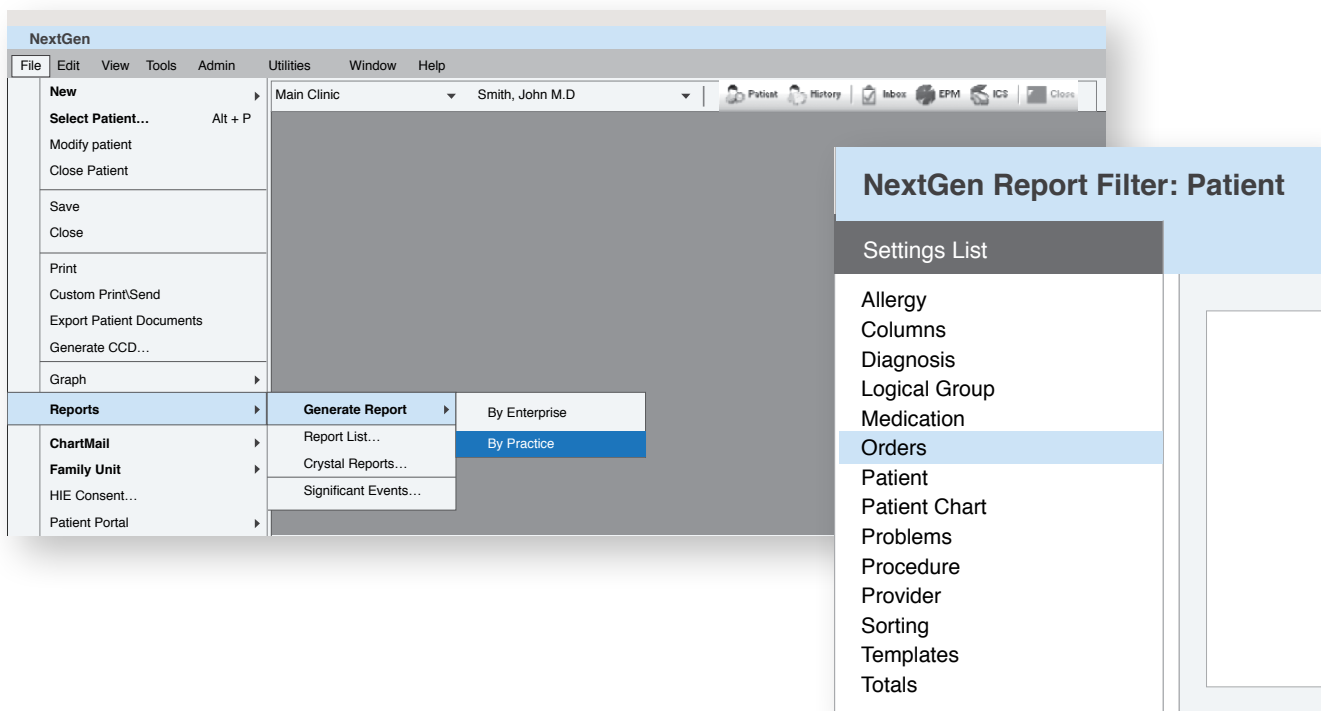 NextGen
File Edit View Tools Admin Utilities Window Help
New
Main Clinic Smith, John M.D Patient History Inbox EPM ICS Close
Select Patient... Alt + P
Modify patient
Close Patient
Save
Close
Print
Custom Print\Send
Export Patient Documents
Generate CCD...
Graph
Reports
ChartMail
Family Unit
HIE Consent...
Patient Portal
Generate Report
Report List...
Crystal Reports...
Significant Events...
By Enterprise
By Practice
NextGen Report Filter: Patient
Settings List
Allergy
Columns
Diagnosis
Logical Group
Medication
Orders
Patient
Patient Chart
Problems
Procedure
Provider
Sorting
Templates
Totals